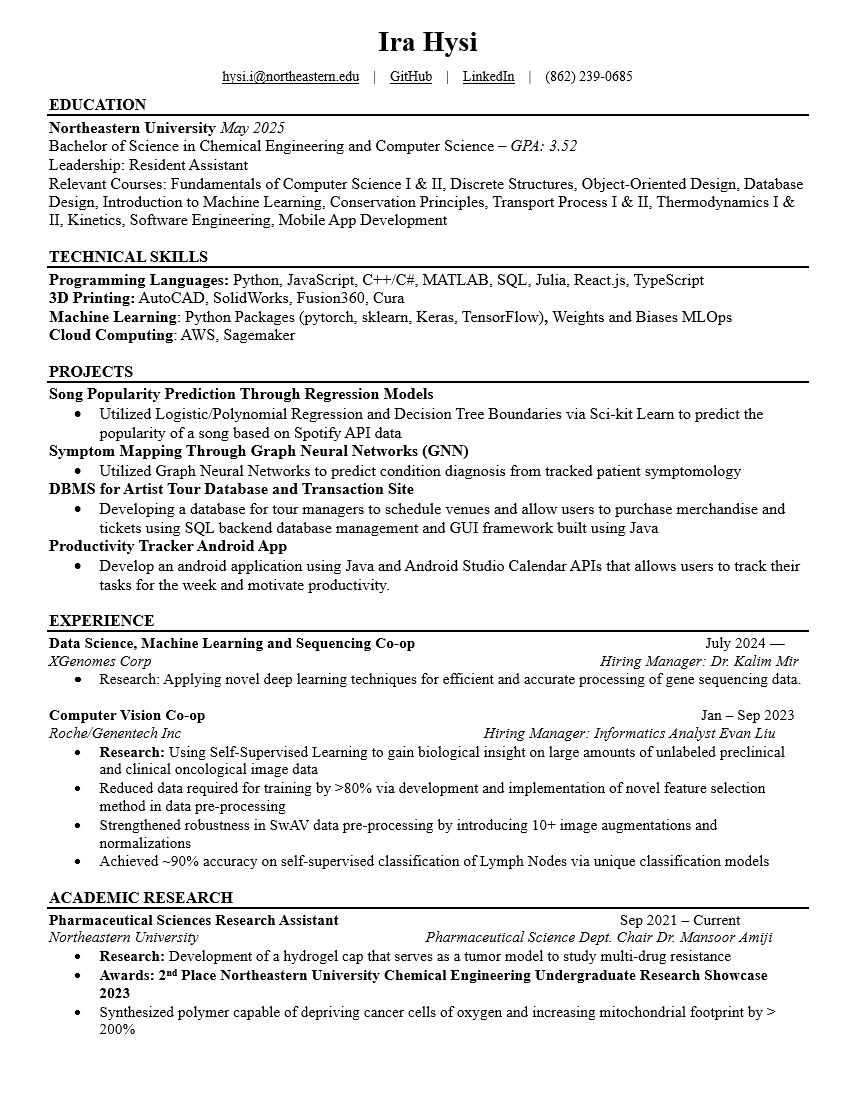 Ira Hysi
hysi.i@northeastern.edu | GitHub | LinkedIn | (862) 239-0685
EDUCATION
Northeastern University May 2025
Bachelor of Science in Chemical Engineering and Computer Science – GPA: 3.52
Leadership: Resident Assistant
Relevant Courses: Fundamentals of Computer Science I & II, Discrete Structures, Object-Oriented Design, Database
Design, Introduction to Machine Learning, Conservation Principles, Transport Process I & II, Thermodynamics I &
II, Kinetics, Software Engineering, Mobile App Development
TECHNICAL SKILLS
Programming Languages: Python, JavaScript, C++/C#, MATLAB, SQL, Julia, React.js, TypeScript
3D Printing: AutoCAD, SolidWorks, Fusion360, Cura
Machine Learning: Python Packages (pytorch, sklearn, Keras, TensorFlow), Weights and Biases MLOps
Cloud Computing: AWS, Sagemaker
PROJECTS
Song Popularity Prediction Through Regression Models
• Utilized Logistic/Polynomial Regression and Decision Tree Boundaries via Sci-kit Learn to predict the
popularity of a song based on Spotify API data
Symptom Mapping Through Graph Neural Networks (GNN)
• Utilized Graph Neural Networks to predict condition diagnosis from tracked patient symptomology
DBMS for Artist Tour Database and Transaction Site
• Developing a database for tour managers to schedule venues and allow users to purchase merchandise and
tickets using SQL backend database management and GUI framework built using Java
Productivity Tracker Android App
• Develop an android application using Java and Android Studio Calendar APIs that allows users to track their
tasks for the week and motivate productivity.
EXPERIENCE
Data Science, Machine Learning and Sequencing Co-op July 2024 —
XGenomes Corp Hiring Manager: Dr. Kalim Mir
• Research: Applying novel deep learning techniques for efficient and accurate processing of gene sequencing data.
Computer Vision Co-op Jan – Sep 2023
Roche/Genentech Inc Hiring Manager: Informatics Analyst Evan Liu
• Research: Using Self-Supervised Learning to gain biological insight on large amounts of unlabeled preclinical
and clinical oncological image data
• Reduced data required for training by >80% via development and implementation of novel feature selection
method in data pre-processing
• Strengthened robustness in SwAV data pre-processing by introducing 10+ image augmentations and
normalizations
• Achieved ~90% accuracy on self-supervised classification of Lymph Nodes via unique classification models
ACADEMIC RESEARCH
Pharmaceutical Sciences Research Assistant Sep 2021 – Current
Northeastern University Pharmaceutical Science Dept. Chair Dr. Mansoor Amiji
• Research: Development of a hydrogel cap that serves as a tumor model to study multi-drug resistance
• Awards: 2nd Place Northeastern University Chemical Engineering Undergraduate Research Showcase
2023
• Synthesized polymer capable of depriving cancer cells of oxygen and increasing mitochondrial footprint by >
200%